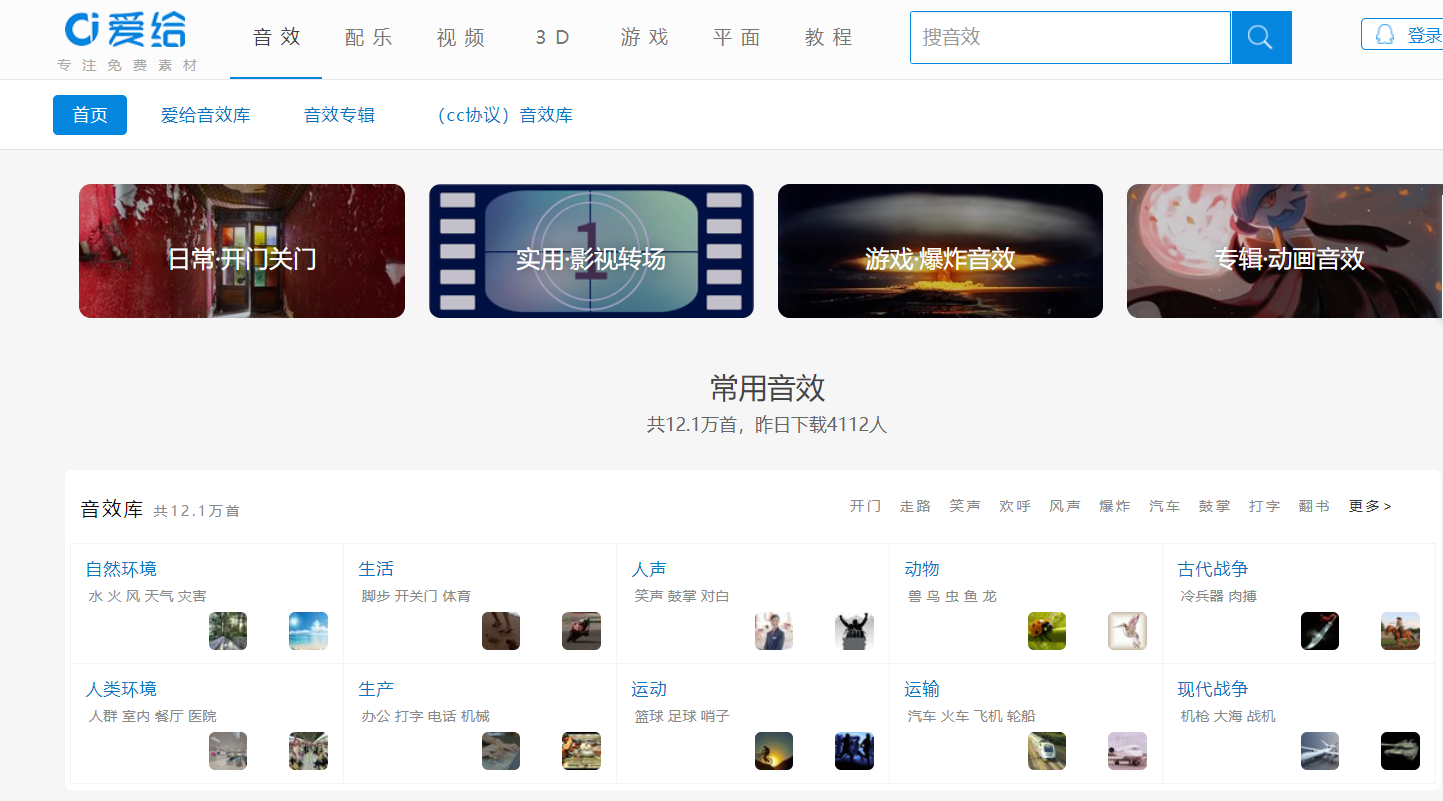 爱给
专注免费素材
音效 配乐 视频 3D 游戏 平面 教程
搜音效
登录
首页 爱给音效库 音效专辑 （cc协议）音效库
日常·开门关门
1
实用·影视转场
游戏·爆炸音效
专辑·动画音效
常用音效
共12.1万首，昨日下载4112人
音效库 共12.1万首
开门 走路 笑声 欢呼 风声 爆炸 汽车 鼓掌 打字 翻书 更多>
自然环境
水 火 风 天气 灾害
生活
脚步 开关门 体育
人声
笑声 鼓掌 对白
动物
兽 鸟 虫 鱼 龙
古代战争
冷兵器 肉搏
人类环境
人群 室内 餐厅 医院
生产
办公 打字 电话 机械
运动
篮球 足球 哨子
运输
汽车 火车 飞机 轮船
现代战争
机枪 大海 战机